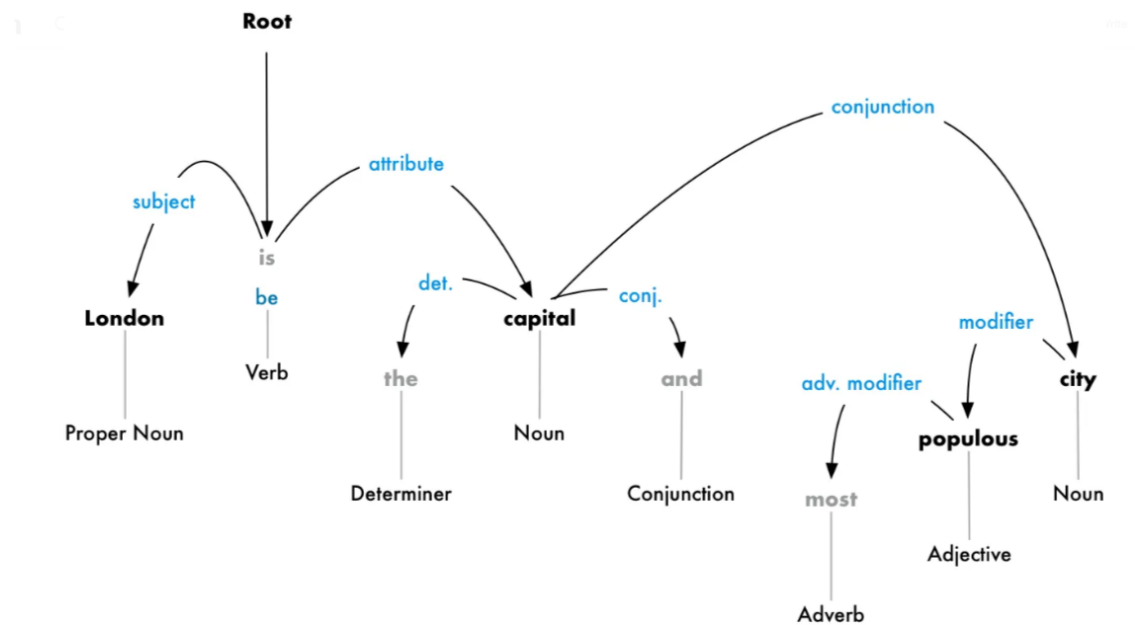 Root
conjunction
attribute
subject
is
det.
conj.
be
London
capital
modifier
Verb
the
and
adv. modifier
city
Proper Noun
Noun
populous
Determiner
Conjunction
most
Noun
Adjective
Adverb